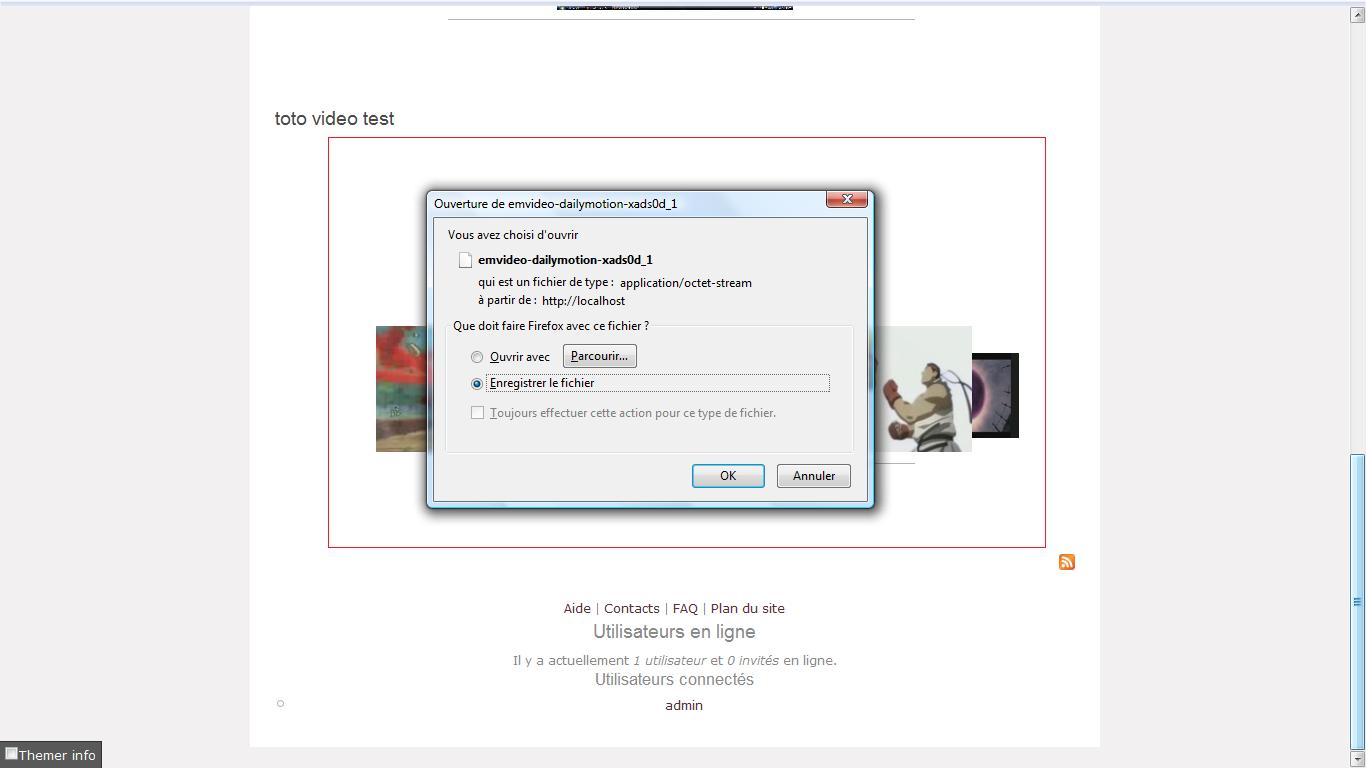 toto video test
Ouverture de emvideo-dailymotion-xads0d_1
Vous avez choisi d'ouvrir
emvideo-dailymotion-xads0d_1
qui est un fichier de type : application/octet-stream
à partir de : http://localhost
Que doit faire Firefox avec ce fichier ?
Ouvrir avec Parcourir...
Enregistrer le fichier
Toujours effectuer cette action pour ce type de fichier.
OK Annuler
Aide | Contacts | FAQ | Plan du site
Utilisateurs en ligne
Il y a actuellement 1 utilisateur et 0 invités en ligne.
Utilisateurs connectés
admin
Themer info